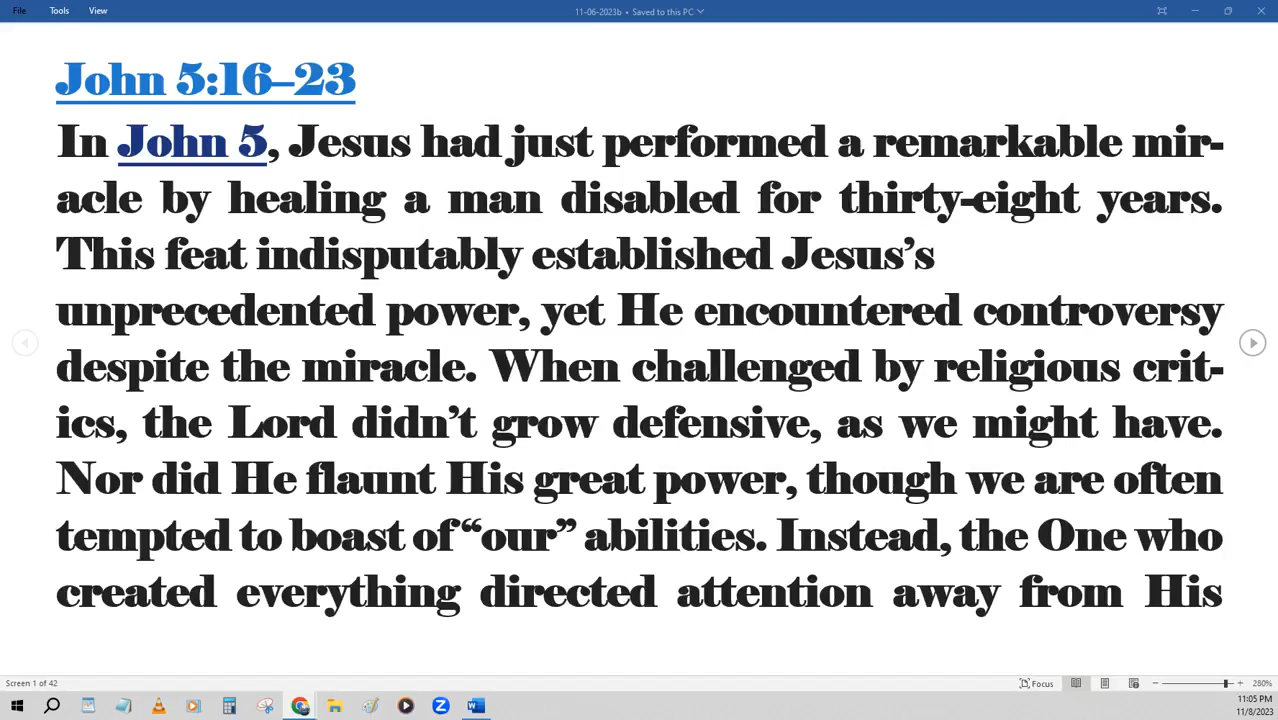 File Tools View 11-06-2023b • Saved to this PC
John 5:16–23
In John 5, Jesus had just performed a remarkable mir-
acle by healing a man disabled for thirty-eight years.
This feat indisputably established Jesus’s
unprecedented power, yet He encountered controversy
despite the miracle. When challenged by religious crit-
ics, the Lord didn’t grow defensive, as we might have.
Nor did He flaunt His great power, though we are often
tempted to boast of “our” abilities. Instead, the One who
created everything directed attention away from His
Screen 1 of 42 Focus 280%
11:05 PM
11/8/2023